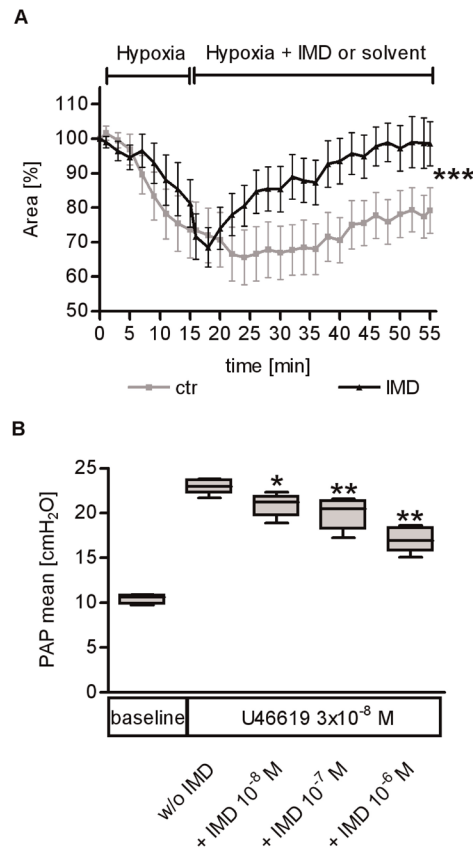 A
Hypoxia
Hypoxia + IMD or solvent
110
100
90
80
70
60
50
Area [%]
***
0 5 10 15 20 25 30 35 40 45 50 55
time [min]
ctr
IMD
B
25
20
15
10
5
0
PAP mean [cmH₂O]
* ** **
baseline
U46619 3x10⁻⁸ M
w/o IMD
+ IMD 10⁻⁸ M
+ IMD 10⁻⁷ M
+ IMD 10⁻⁶ M